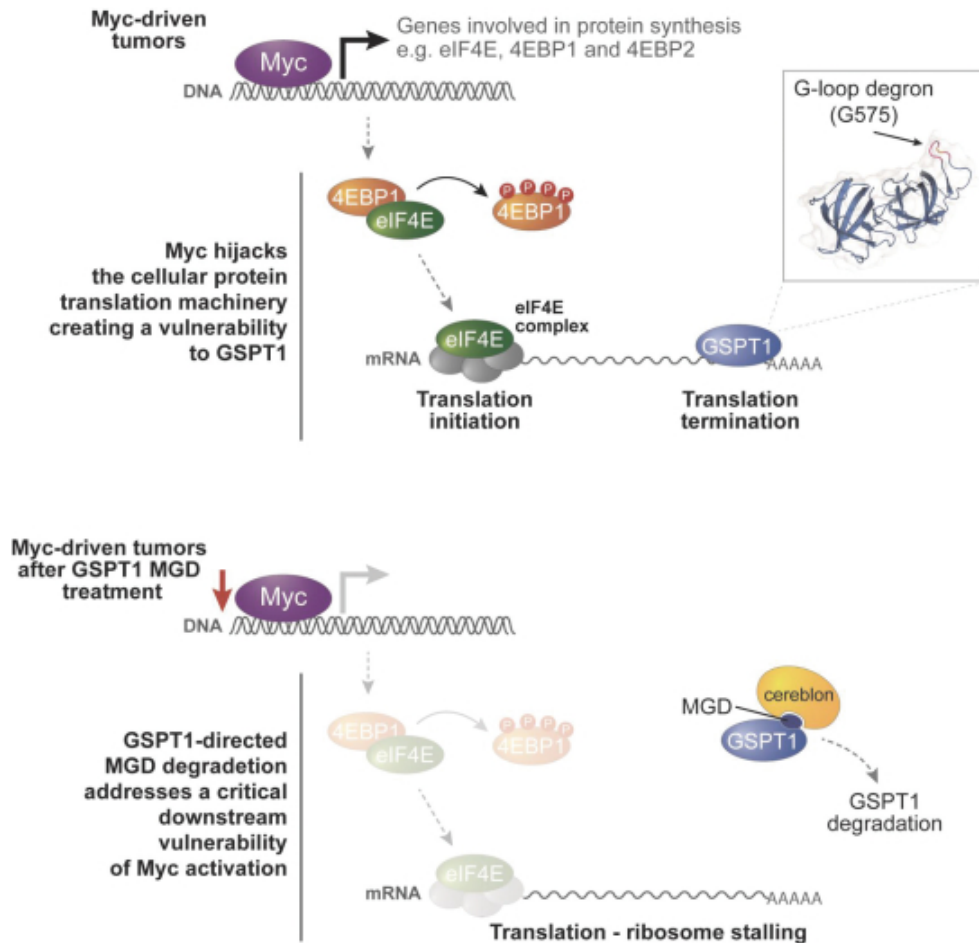 Myc-driven
tumors
Myc
Genes involved in protein synthesis
e.g. eIF4E, 4EBP1 and 4EBP2
DNA
G-loop degron
(G575)
4EBP1
eIF4E
P P P P
4EBP1
Myc hijacks
the cellular protein
translation machinery
creating a vulnerability
to GSPT1
eIF4E
complex
mRNA
eIF4E
GSPT1
AAAAA
Translation
initiation
Translation
termination
Myc-driven tumors
after GSPT1 MGD
treatment
Myc
DNA
4EBP1
eIF4E
P P P P
4EBP1
cereblon
MGD
GSPT1
GSPT1
degradation
GSPT1-directed
MGD degradetion
addresses a critical
downstream
vulnerability
of Myc activation
eIF4E
mRNA
AAAAA
Translation - ribosome stalling